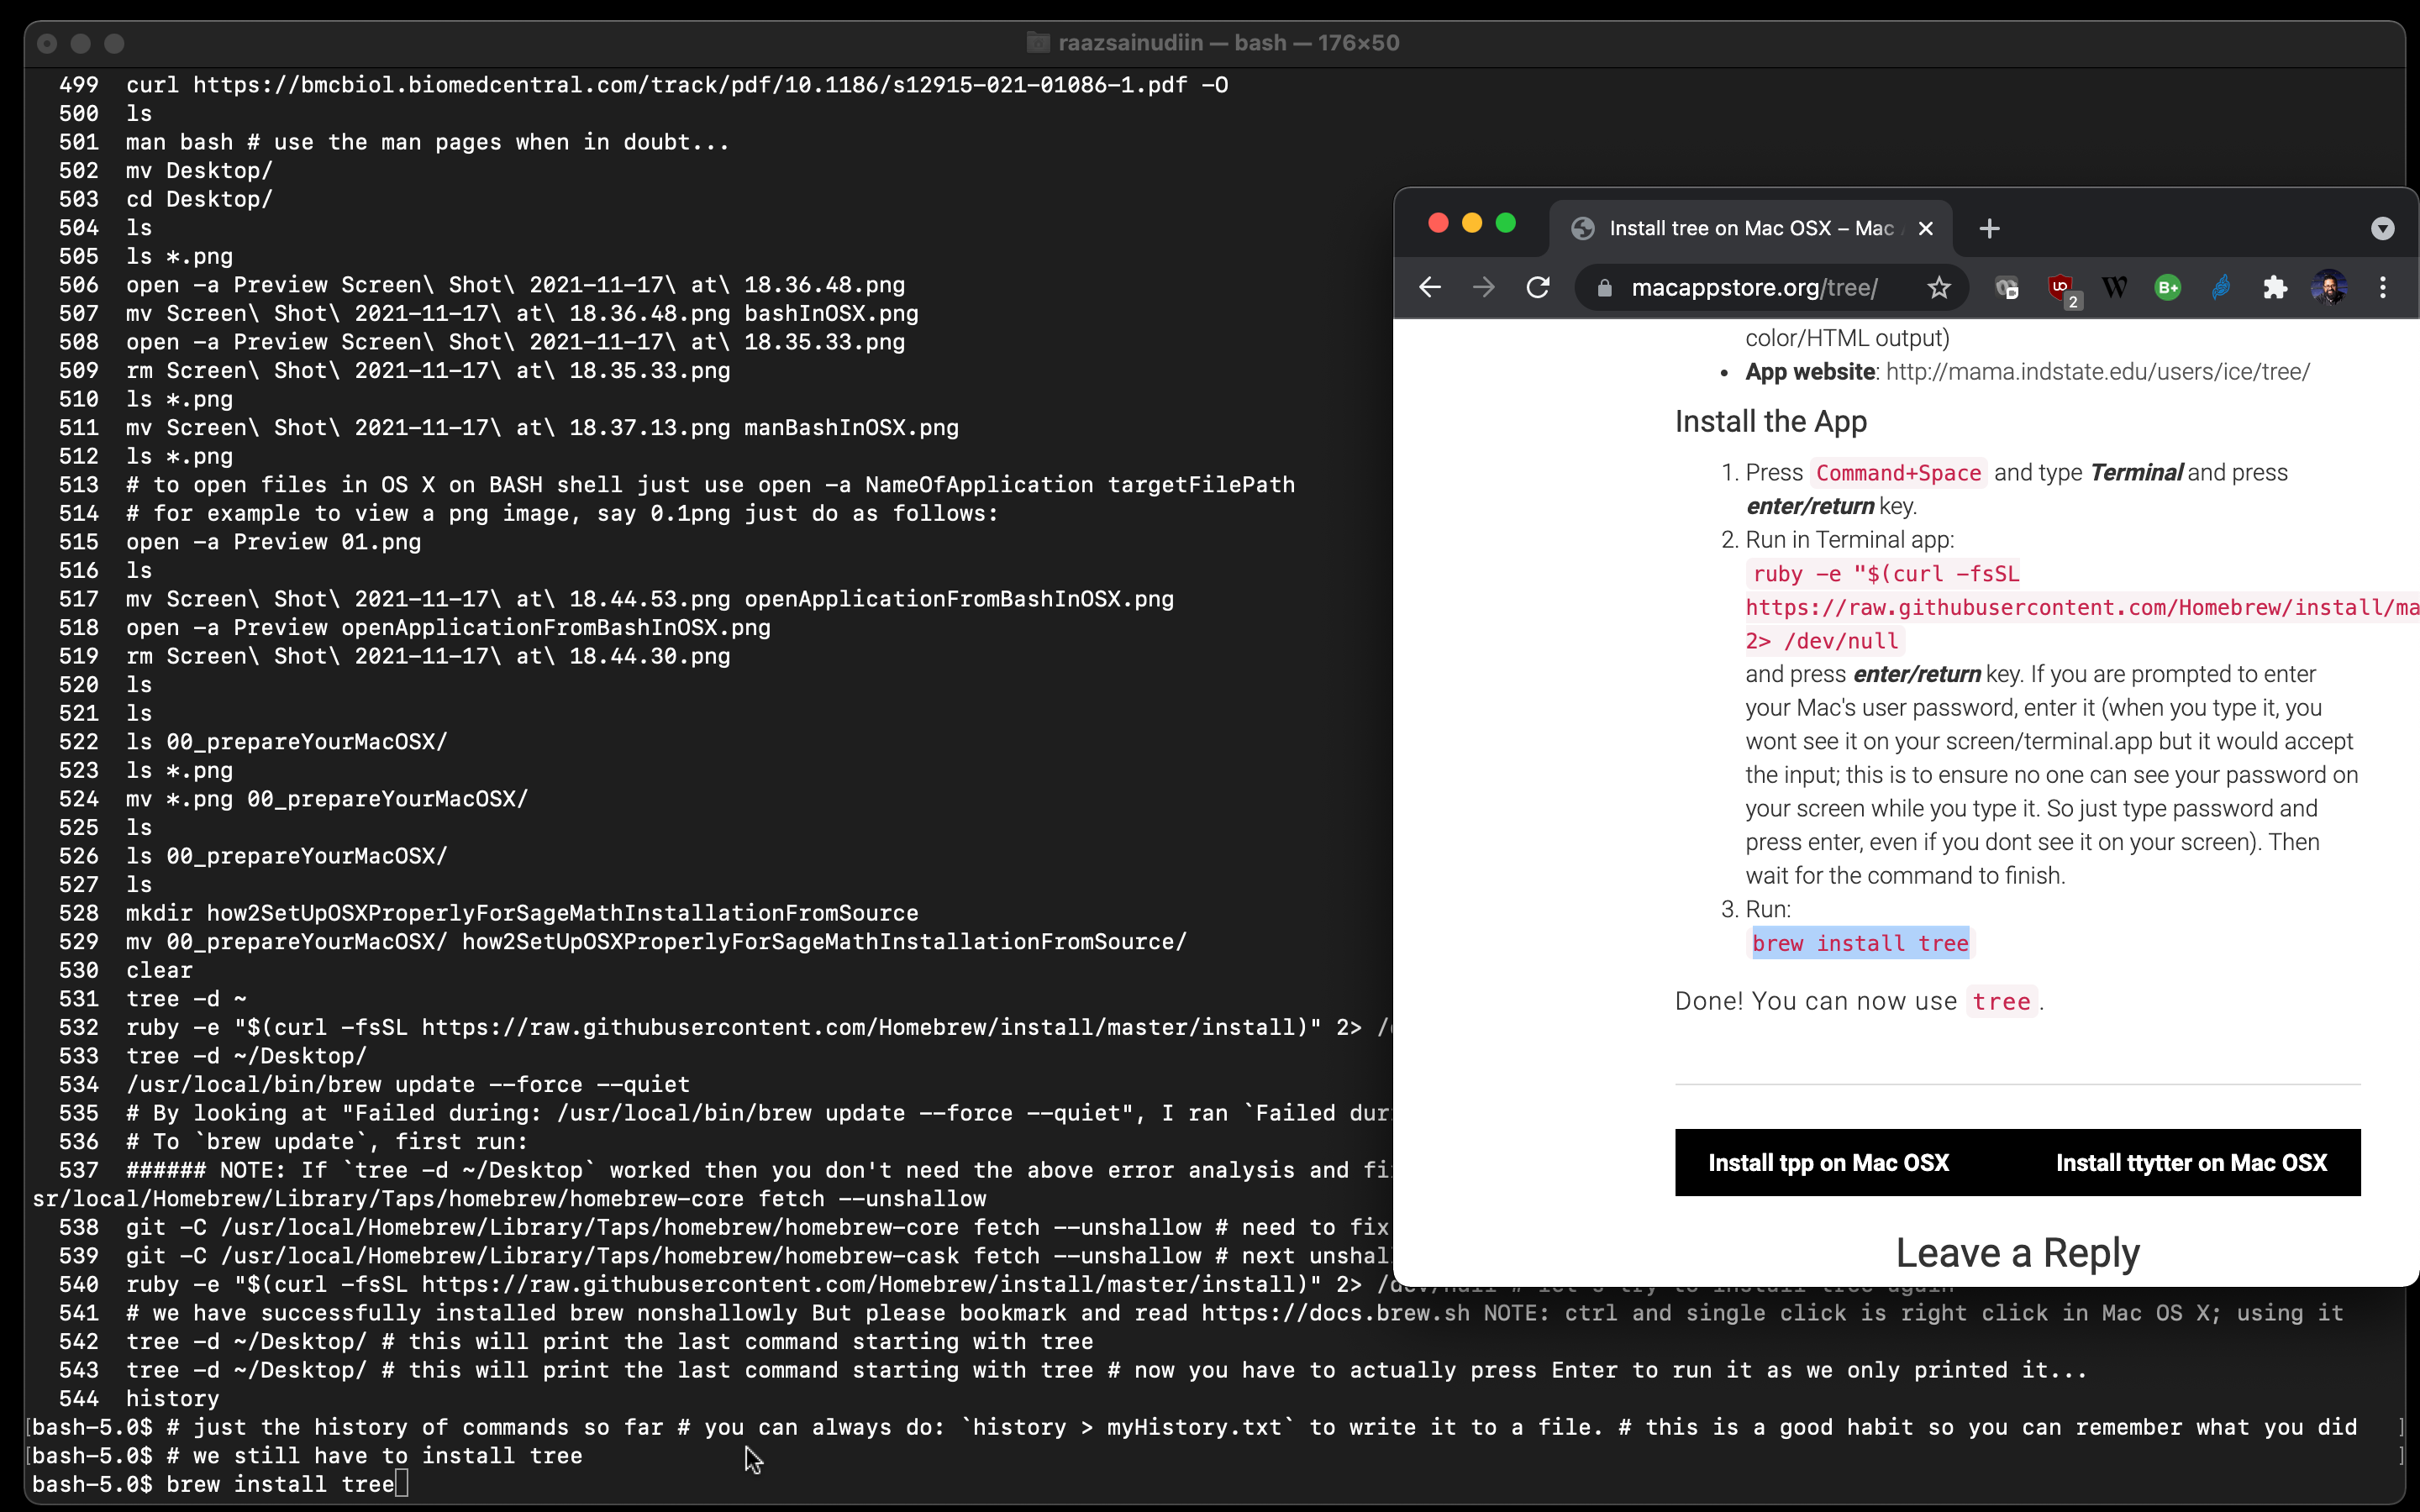 raazsainudiin — bash — 176×50
499 curl https://bmcbiol.biomedcentral.com/track/pdf/10.1186/s12915-021-01086-1.pdf -O
500 ls
501 man bash # use the man pages when in doubt...
502 mv Desktop/
503 cd Desktop/
504 ls
505 ls *.png
506 open -a Preview Screen\ Shot\ 2021-11-17\ at\ 18.36.48.png
507 mv Screen\ Shot\ 2021-11-17\ at\ 18.36.48.png bashInOSX.png
508 open -a Preview Screen\ Shot\ 2021-11-17\ at\ 18.35.33.png
509 rm Screen\ Shot\ 2021-11-17\ at\ 18.35.33.png
510 ls *.png
511 mv Screen\ Shot\ 2021-11-17\ at\ 18.37.13.png manBashInOSX.png
512 ls *.png
513 # to open files in OS X on BASH shell just use open -a NameOfApplication targetFilePath
514 # for example to view a png image, say 0.1png just do as follows:
515 open -a Preview 01.png
516 ls
517 mv Screen\ Shot\ 2021-11-17\ at\ 18.44.53.png openApplicationFromBashInOSX.png
518 open -a Preview openApplicationFromBashInOSX.png
519 rm Screen\ Shot\ 2021-11-17\ at\ 18.44.30.png
520 ls
521 ls
522 ls 00_prepareYourMacOSX/
523 ls *.png
524 mv *.png 00_prepareYourMacOSX/
525 ls
526 ls 00_prepareYourMacOSX/
527 ls
528 mkdir how2SetUpOSXProperlyForSageMathInstallationFromSource
529 mv 00_prepareYourMacOSX/ how2SetUpOSXProperlyForSageMathInstallationFromSource/
530 clear
531 tree -d ~
532 ruby -e "$(curl -fsSL https://raw.githubusercontent.com/Homebrew/install/master/install)" 2> /
533 tree -d ~/Desktop/
534 /usr/local/bin/brew update --force --quiet
535 # By looking at "Failed during: /usr/local/bin/brew update --force --quiet", I ran `Failed dur
536 # To `brew update`, first run:
537 ###### NOTE: If `tree -d ~/Desktop` worked then you don't need the above error analysis and fi
sr/local/Homebrew/Library/Taps/homebrew/homebrew-core fetch --unshallow
538 git -C /usr/local/Homebrew/Library/Taps/homebrew/homebrew-core fetch --unshallow # need to fix
539 git -C /usr/local/Homebrew/Library/Taps/homebrew/homebrew-cask fetch --unshallow # next unshal
540 ruby -e "$(curl -fsSL https://raw.githubusercontent.com/Homebrew/install/master/install)" 2> /dev/null # let's try to install tree again
541 # we have successfully installed brew nonshallowly But please bookmark and read https://docs.brew.sh NOTE: ctrl and single click is right click in Mac OS X; using it
542 tree -d ~/Desktop/ # this will print the last command starting with tree
543 tree -d ~/Desktop/ # this will print the last command starting with tree # now you have to actually press Enter to run it as we only printed it...
544 history
[bash-5.0$ # just the history of commands so far # you can always do: `history > myHistory.txt` to write it to a file. # this is a good habit so you can remember what you did ]
[bash-5.0$ # we still have to install tree ]
bash-5.0$ brew install tree
Install tree on Mac OSX – Mac
macappstore.org/tree/
2
B+
color/HTML output)
• App website: http://mama.indstate.edu/users/ice/tree/
Install the App
1. Press Command+Space and type Terminal and press
enter/return key.
2. Run in Terminal app:
ruby -e "$(curl -fsSL
https://raw.githubusercontent.com/Homebrew/install/ma
2> /dev/null
and press enter/return key. If you are prompted to enter
your Mac's user password, enter it (when you type it, you
wont see it on your screen/terminal.app but it would accept
the input; this is to ensure no one can see your password on
your screen while you type it. So just type password and
press enter, even if you dont see it on your screen). Then
wait for the command to finish.
3. Run:
brew install tree
Done! You can now use tree.
Install tpp on Mac OSX
Install ttytter on Mac OSX
Leave a Reply